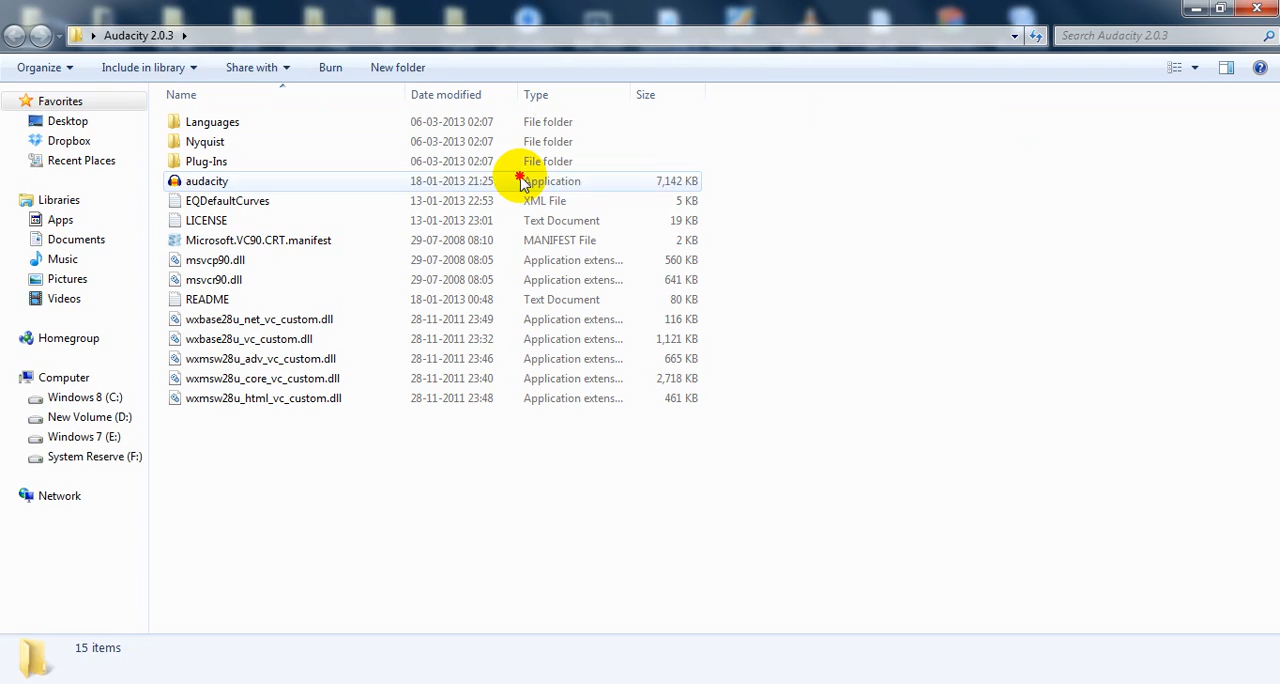 Audacity 2.0.3
Search Audacity 2.0.3
Organize Include in library Share with Burn New folder
Name Date modified Type Size
Favorites
Desktop
Dropbox
Recent Places
Libraries
Apps
Documents
Music
Pictures
Videos
Homegroup
Computer
Windows 8 (C:)
New Volume (D:)
Windows 7 (E:)
System Reserve (F:)
Network
Languages 06-03-2013 02:07 File folder
Nyquist 06-03-2013 02:07 File folder
Plug-Ins 06-03-2013 02:07 File folder
audacity 18-01-2013 21:25 Application 7,142 KB
EQDefaultCurves 13-01-2013 22:53 XML File 5 KB
LICENSE 13-01-2013 23:01 Text Document 19 KB
Microsoft.VC90.CRT.manifest 29-07-2008 08:10 MANIFEST File 2 KB
msvcp90.dll 29-07-2008 08:05 Application extens... 560 KB
msvcr90.dll 29-07-2008 08:05 Application extens... 641 KB
README 18-01-2013 00:48 Text Document 80 KB
wxbase28u_net_vc_custom.dll 28-11-2011 23:49 Application extens... 116 KB
wxbase28u_vc_custom.dll 28-11-2011 23:32 Application extens... 1,121 KB
wxmsw28u_adv_vc_custom.dll 28-11-2011 23:46 Application extens... 665 KB
wxmsw28u_core_vc_custom.dll 28-11-2011 23:40 Application extens... 2,718 KB
wxmsw28u_html_vc_custom.dll 28-11-2011 23:48 Application extens... 461 KB
15 items